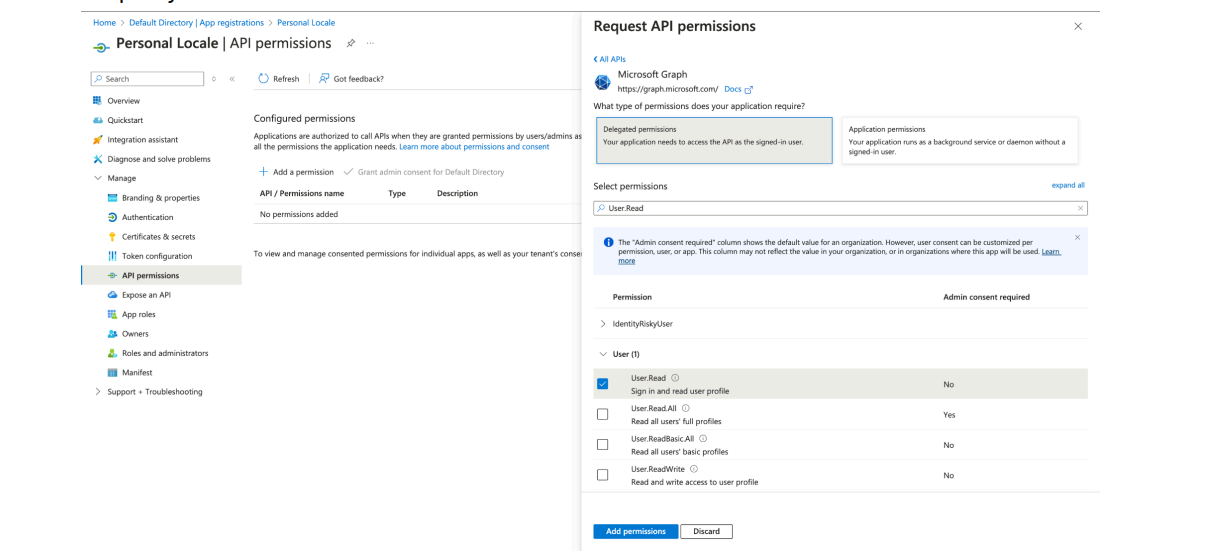 Home > Default Directory | App registrations > Personal Locale
Personal Locale | API permissions
Search
Refresh
Got feedback?
Overview
Quickstart
Integration assistant
Diagnose and solve problems
Manage
Branding & properties
Authentication
Certificates & secrets
Token configuration
API permissions
Expose an API
App roles
Owners
Roles and administrators
Manifest
Support + Troubleshooting
Configured permissions
Applications are authorized to call APIs when they are granted permissions by users/admins as
all the permissions the application needs. Learn more about permissions and consent
Add a permission
Grant admin consent for Default Directory
API / Permissions name Type Description
No permissions added
To view and manage consented permissions for individual apps, as well as your tenant's
Request API permissions
All APIs
Microsoft Graph
https://graph.microsoft.com/ Docs
What type of permissions does your application require?
Delegated permissions
Your application needs to access the API as the signed-in user.
Application permissions
Your application runs as a background service or daemon without a
signed-in user.
Select permissions
expand all
User.Read
The "Admin consent required" column shows the default value for an organization. However, user consent can be customized per
permission, user, or app. This column may not reflect the value in your organization, or in organizations where this app will be used. Learn
more
Permission Admin consent required
IdentityRiskyUser
User (1)
User.Read
Sign in and read user profile
No
User.Read.All
Read all users' full profiles
Yes
User.ReadBasic.All
Read all users' basic profiles
No
User.ReadWrite
Read and write access to user profile
No
Add permissions
Discard